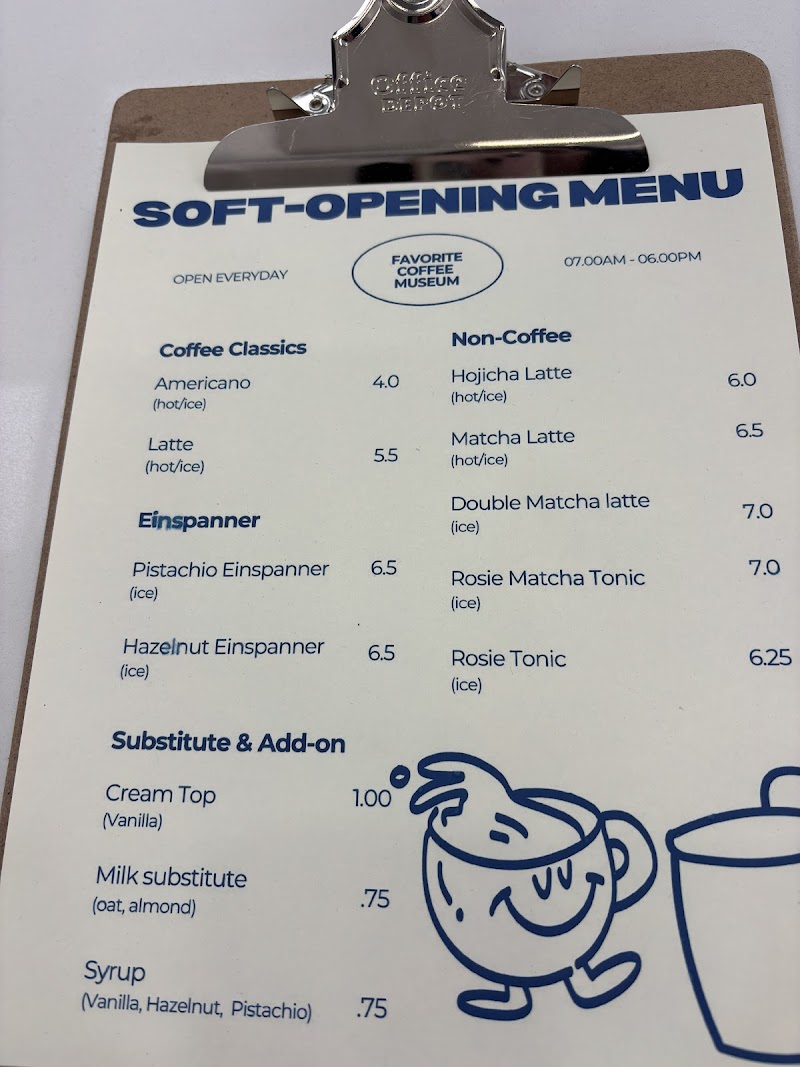 Office
DEPOT
SOFT-OPENING MENU
OPEN EVERYDAY
FAVORITE
COFFEE
MUSEUM
07.00AM - 06.00PM
Coffee Classics
Americano 4.0
(hot/ice)
Latte
(hot/ice) 5.5
Einspanner
Pistachio Einspanner 6.5
(ice)
Hazelnut Einspanner 6.5
(ice)
Non-Coffee
Hojicha Latte 6.0
(hot/ice)
Matcha Latte 6.5
(hot/ice)
Double Matcha latte 7.0
(ice)
Rosie Matcha Tonic 7.0
(ice)
Rosie Tonic 6.25
(ice)
Substitute & Add-on
Cream Top 1.00
(Vanilla)
Milk substitute
(oat, almond) .75
Syrup
(Vanilla, Hazelnut, Pistachio) .75